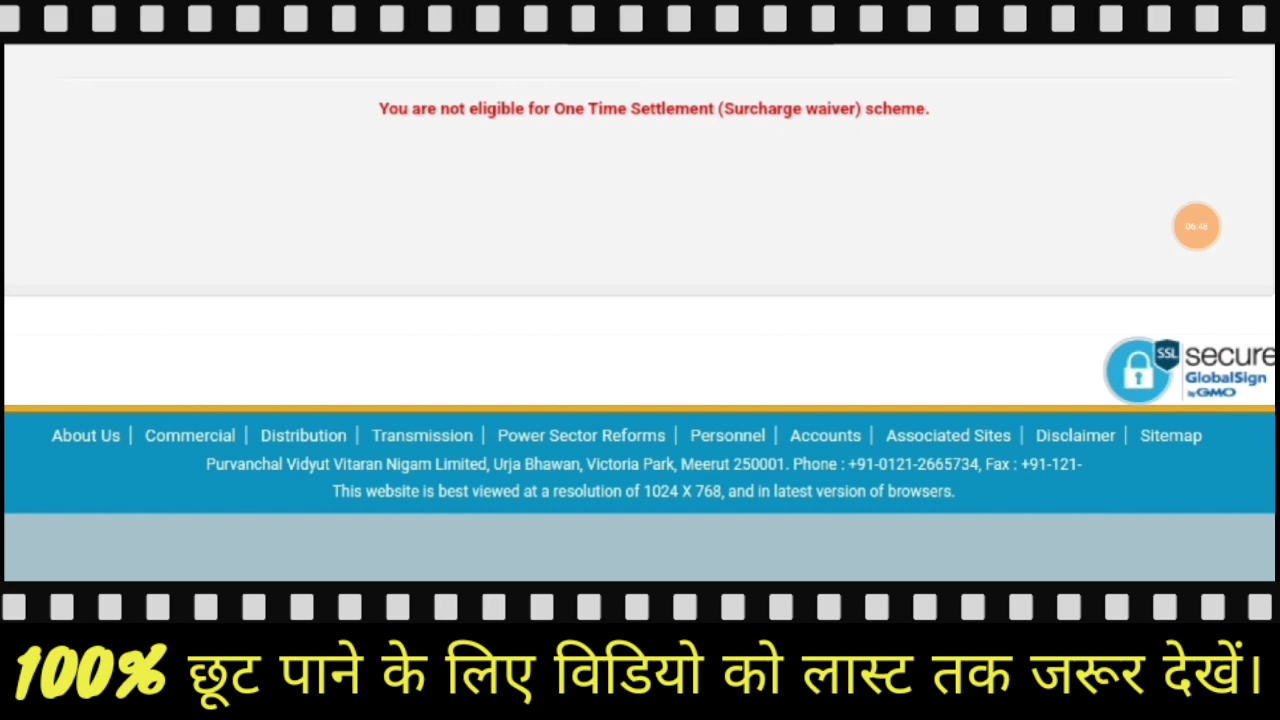 You are not eligible for One Time Settlement (Surcharge waiver) scheme.
06:48
SSL
secure
GlobalSign
by GMO
About Us | Commercial | Distribution | Transmission | Power Sector Reforms | Personnel | Accounts | Associated Sites | Disclaimer | Sitemap
Purvanchal Vidyut Vitaran Nigam Limited, Urja Bhawan, Victoria Park, Meerut 250001. Phone : +91-0121-2665734, Fax : +91-121-
This website is best viewed at a resolution of 1024 X 768, and in latest version of browsers.
100% छूट पाने के लिए विडियो को लास्ट तक जरूर देखें।